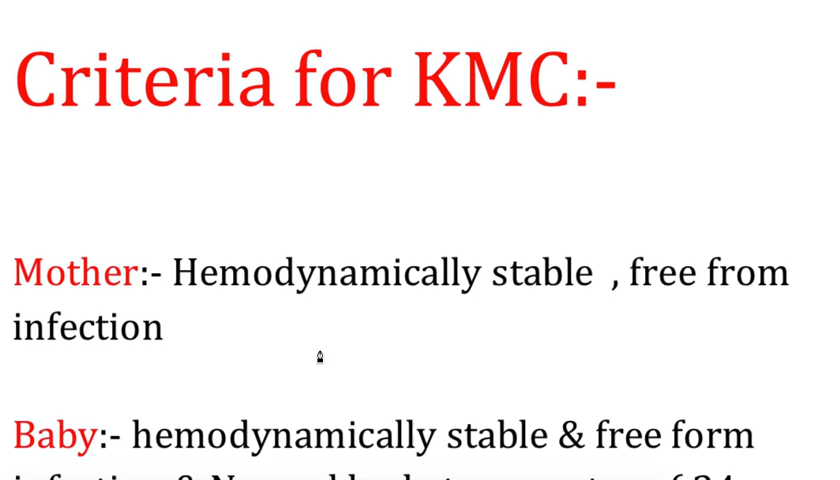 Criteria for KMC:-
Mother:- Hemodynamically stable , free from
infection
Baby:- hemodynamically stable & free form